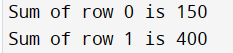 Sum of row 0 is 150
Sum of row 1 is 400